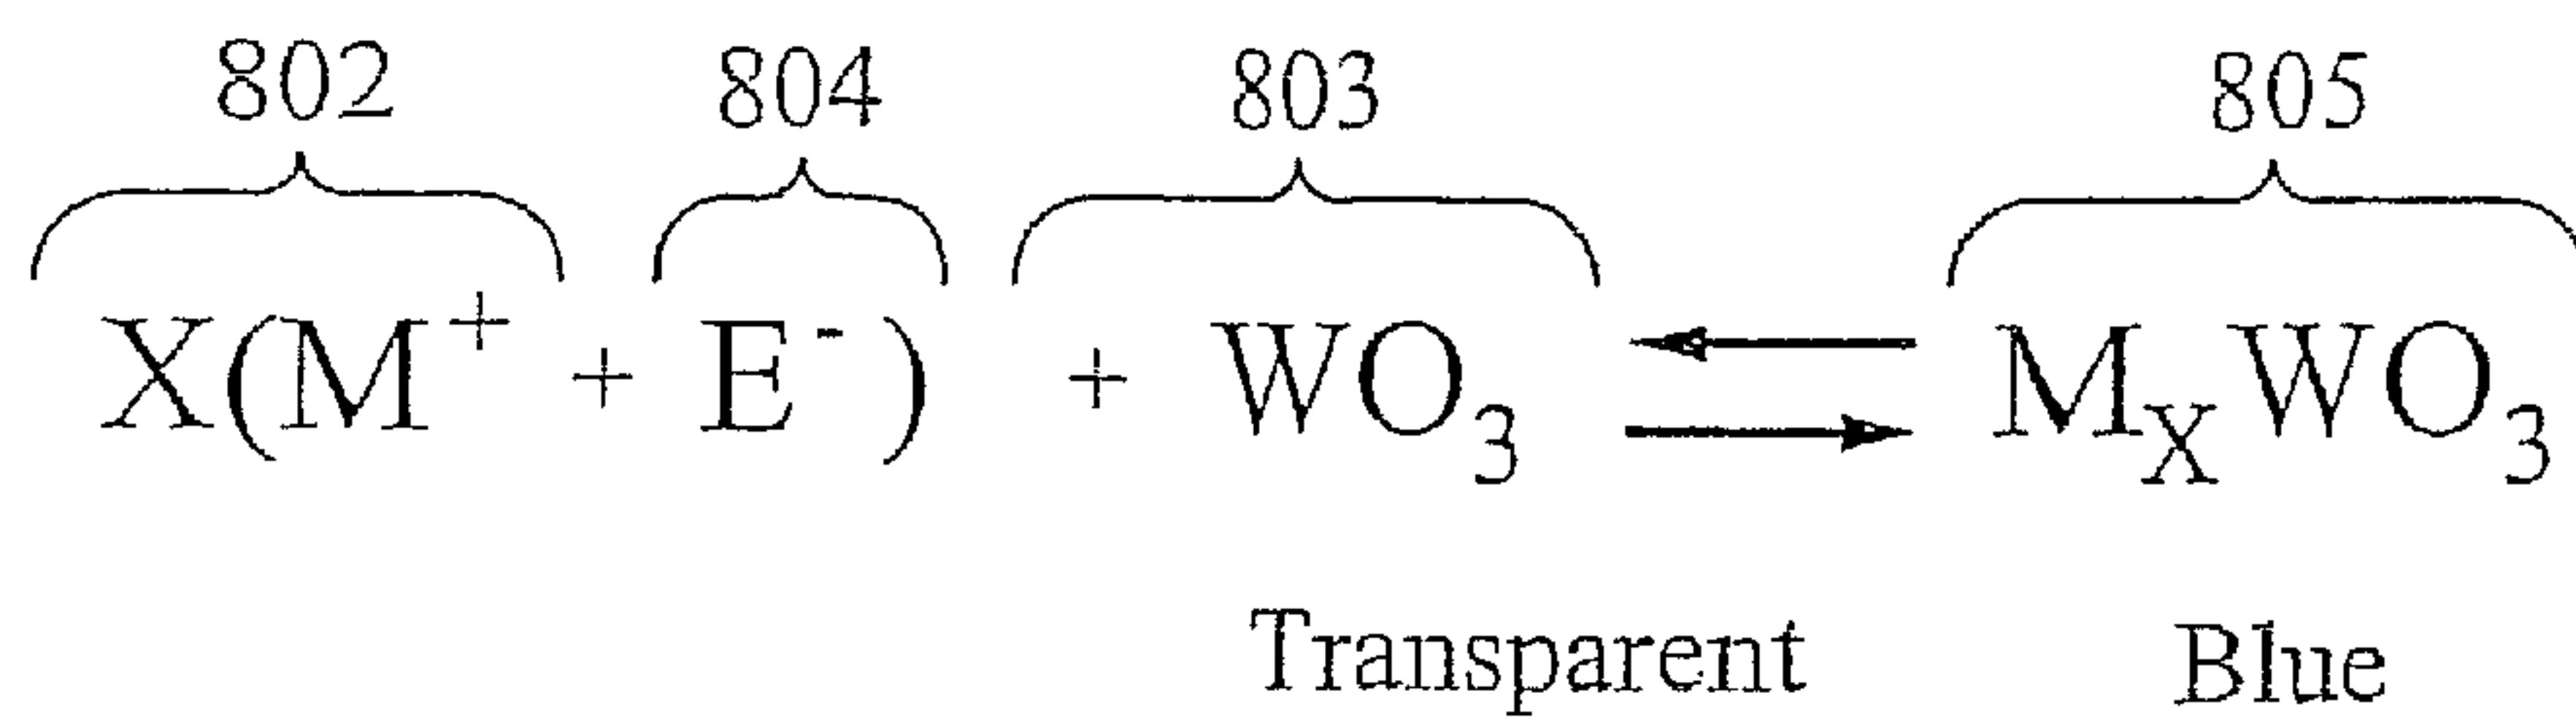 802 804 803 805
X(M⁺ + E⁻) + WO₃ ⇄ MₓWO₃
Transparent Blue